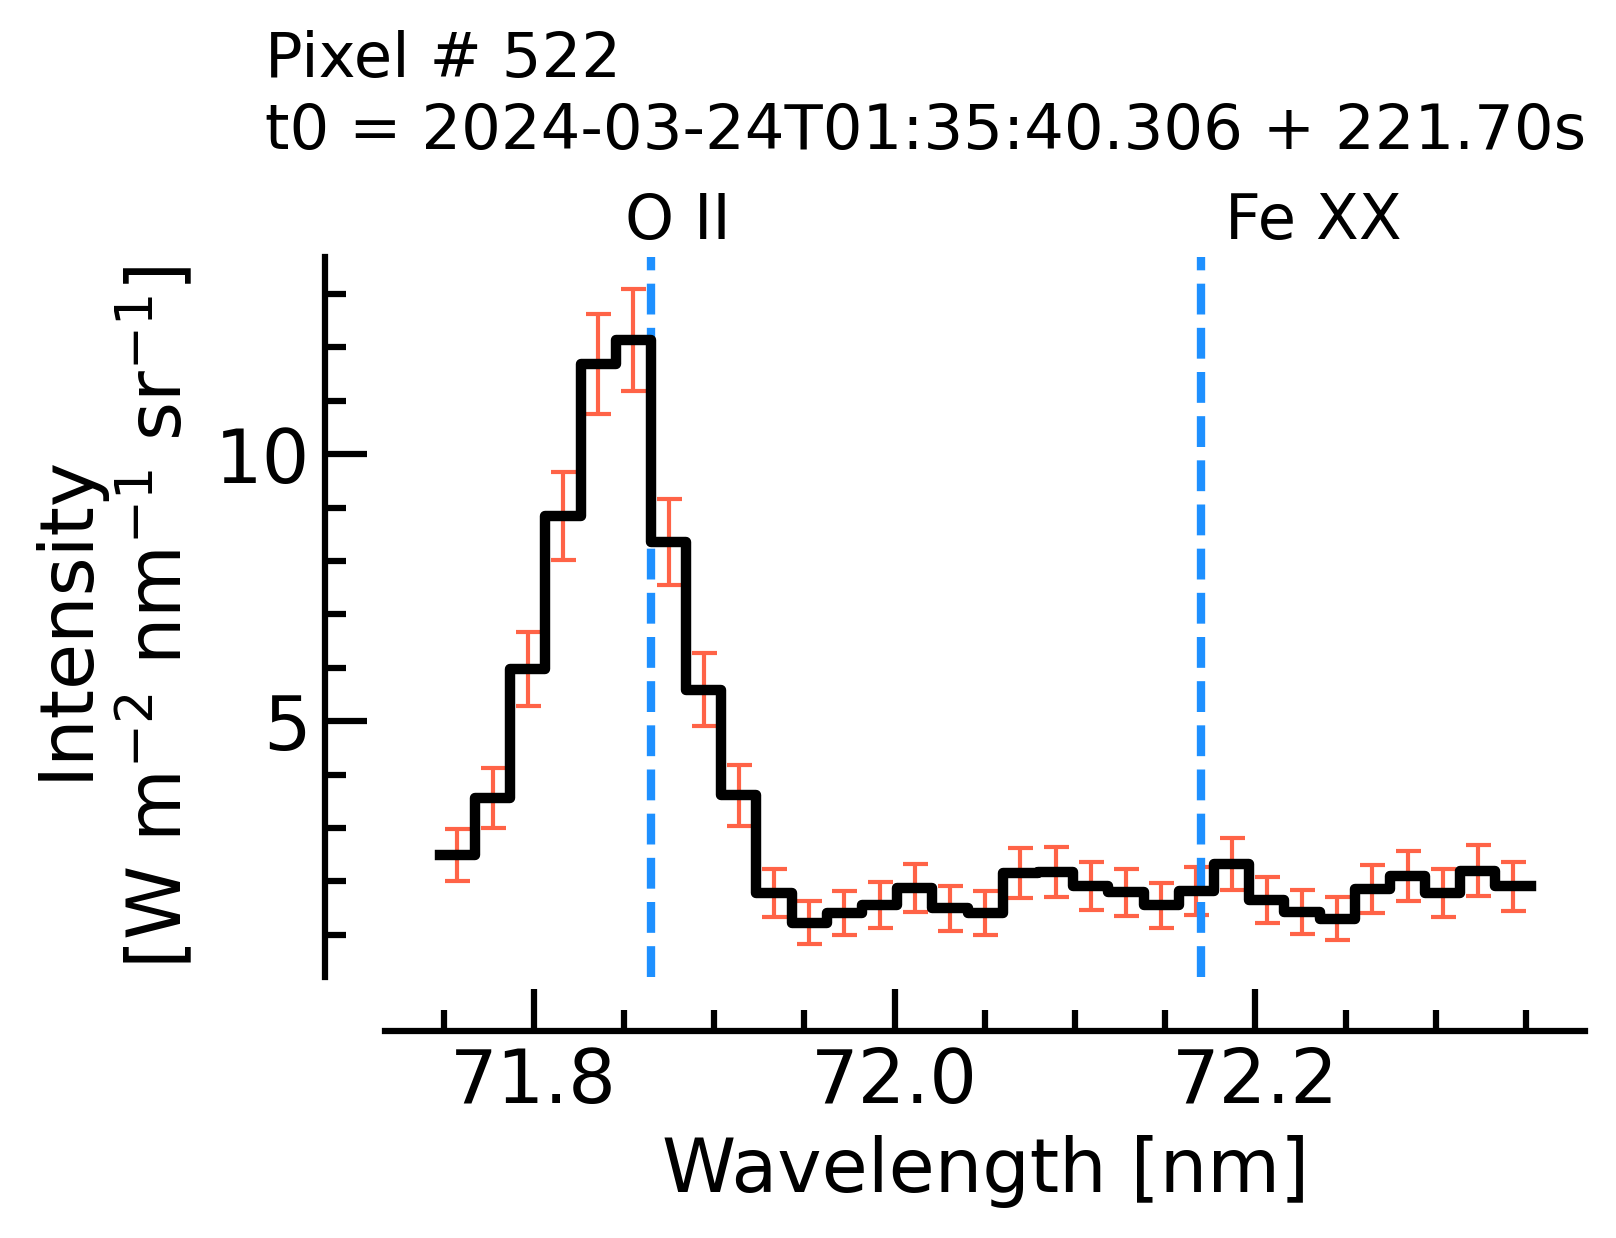 Pixel # 522
t0 = 2024-03-24T01:35:40.306 + 221.70s
O II
Fe XX
Intensity
[W m⁻² nm⁻¹ sr⁻¹]
10
5
71.8
72.0
72.2
Wavelength [nm]